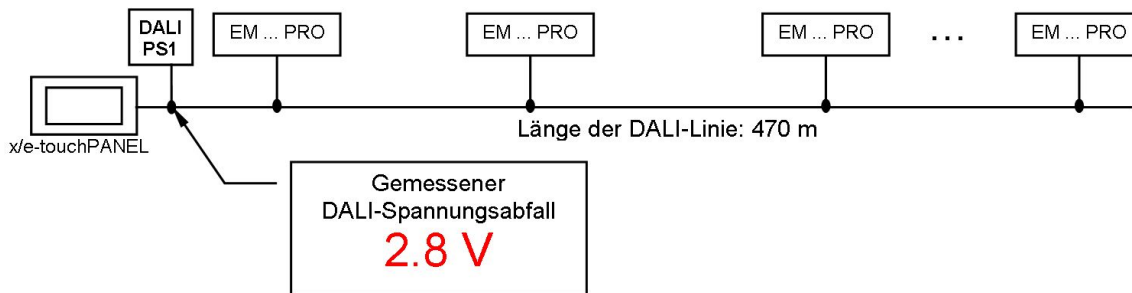 DALI
PS1
EM ... PRO
EM ... PRO
EM ... PRO
...
EM ... PRO
x/e-touchPANEL
Länge der DALI-Linie: 470 m
Gemessener
DALI-Spannungsabfall
2.8 V